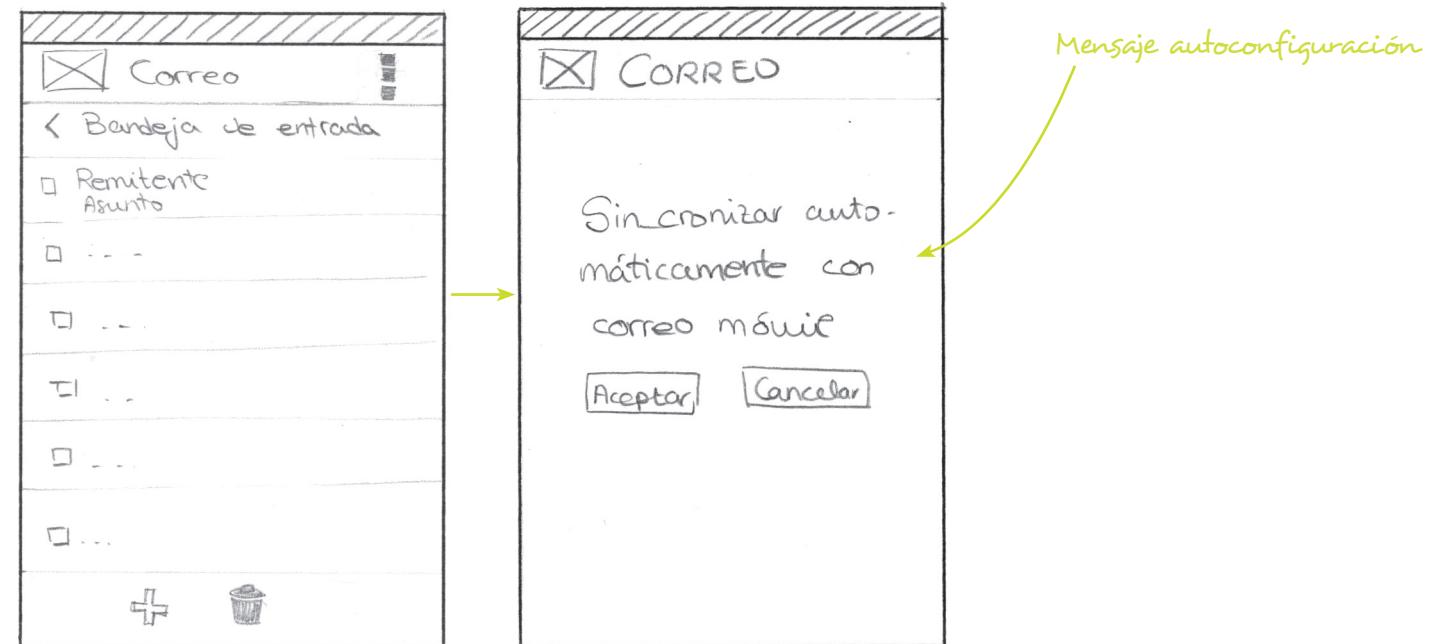 Correo
< Bandeja de entrada
Remitente
Asunto
CORREO
Sincronizar auto-
máticamente con
correo móvil
Aceptar
Cancelar
Mensaje autoconfiguración